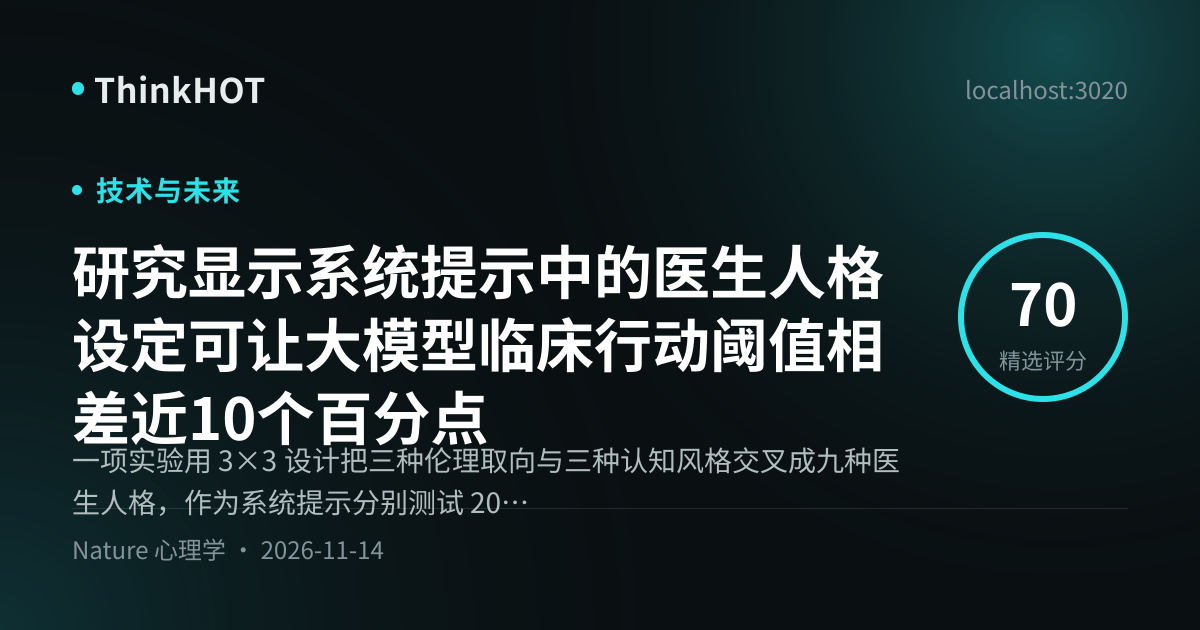 ThinkHOT
localhost:3020
技术与未来
研究显示系统提示中的医生人格
设定可让大模型临床行动阈值相
差近10个百分点
70
精选评分
一项实验用 3×3 设计把三种伦理取向与三种认知风格交叉成九种医
生人格，作为系统提示分别测试 20…
Nature 心理学 · 2026-11-14